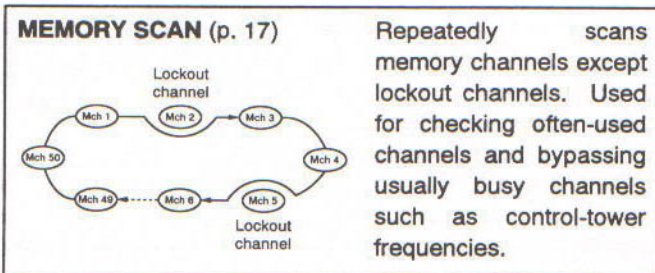 MEMORY SCAN (p. 17)
Lockout
channel
Mch 1
Mch 2
Mch 3
Mch 50
Mch 4
Mch 49
Mch 6
Mch 5
Lockout
channel
Repeatedly scans
memory channels except
lockout channels. Used
for checking often-used
channels and bypassing
usually busy channels
such as control-tower
frequencies.